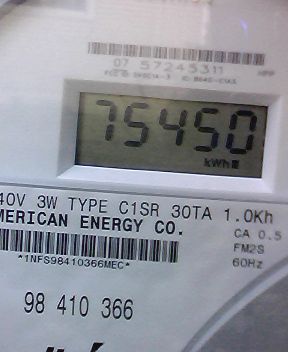 07 57245311
75450
kWh
40V 3W TYPE C1SR 30TA 1.0Kh
MERICAN ENERGY CO.
CA 0.5
FM2S
60Hz
*1NFS98410366MEC*
98 410 366